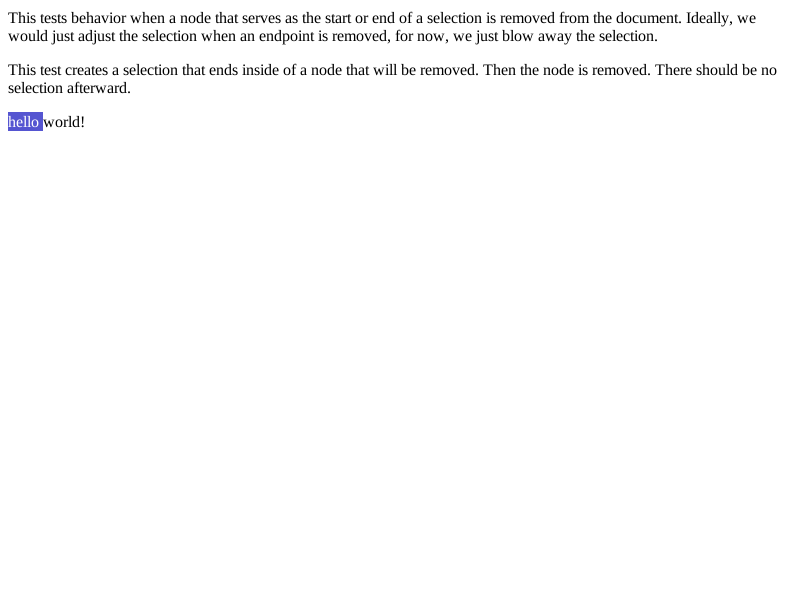 This tests behavior when a node that serves as the start or end of a selection is removed from the document. Ideally, we
would just adjust the selection when an endpoint is removed, for now, we just blow away the selection.
This test creates a selection that ends inside of a node that will be removed. Then the node is removed. There should be no
selection afterward.
hello world!